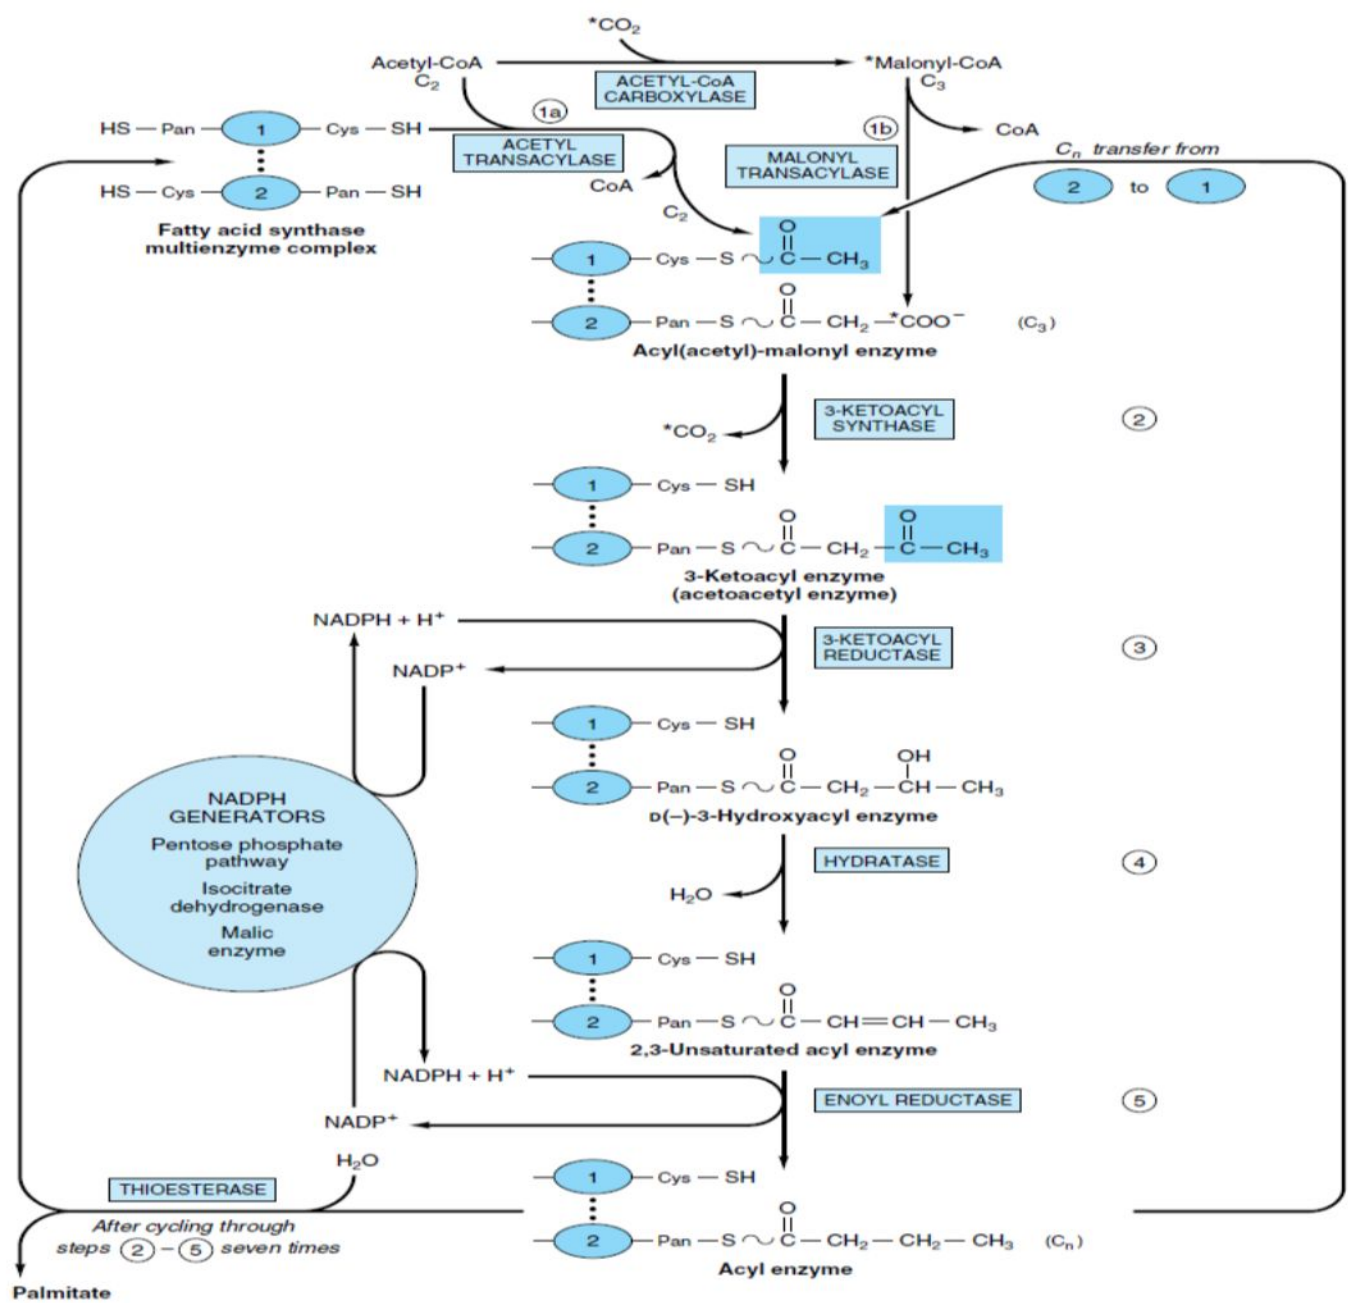 *CO2
Acetyl-CoA
C2
*Malonyl-CoA
C3
ACETYL-CoA
CARBOXYLASE
1a
1b
HS—Pan—1—Cys—SH
HS—Cys—2—Pan—SH
Fatty acid synthase
multienzyme complex
ACETYL
TRANSACYLASE
CoA
C2
MALONYL
TRANSACYLASE
CoA
Cn transfer from
2 to 1
O
1—Cys—S~C—CH3
O
2—Pan—S~C—CH2—*COO− (C3)
Acyl(acetyl)-malonyl enzyme
*CO2
3-KETOACYL
SYNTHASE
2
1—Cys—SH
O O
2—Pan—S~C—CH2—C—CH3
3-Ketoacyl enzyme
(acetoacetyl enzyme)
NADPH + H+
NADP+
3-KETOACYL
REDUCTASE
3
1—Cys—SH
O OH
2—Pan—S~C—CH2—CH—CH3
D(−)-3-Hydroxyacyl enzyme
NADPH
GENERATORS
Pentose phosphate
pathway
Isocitrate
dehydrogenase
Malic
enzyme
H2O
HYDRATASE
4
1—Cys—SH
O
2—Pan—S~C—CH=CH—CH3
2,3-Unsaturated acyl enzyme
NADPH + H+
NADP+
ENOYL REDUCTASE
5
H2O
THIOESTERASE
After cycling through
steps 2–5 seven times
Palmitate
1—Cys—SH
O
2—Pan—S~C—CH2—CH2—CH3 (Cn)
Acyl enzyme